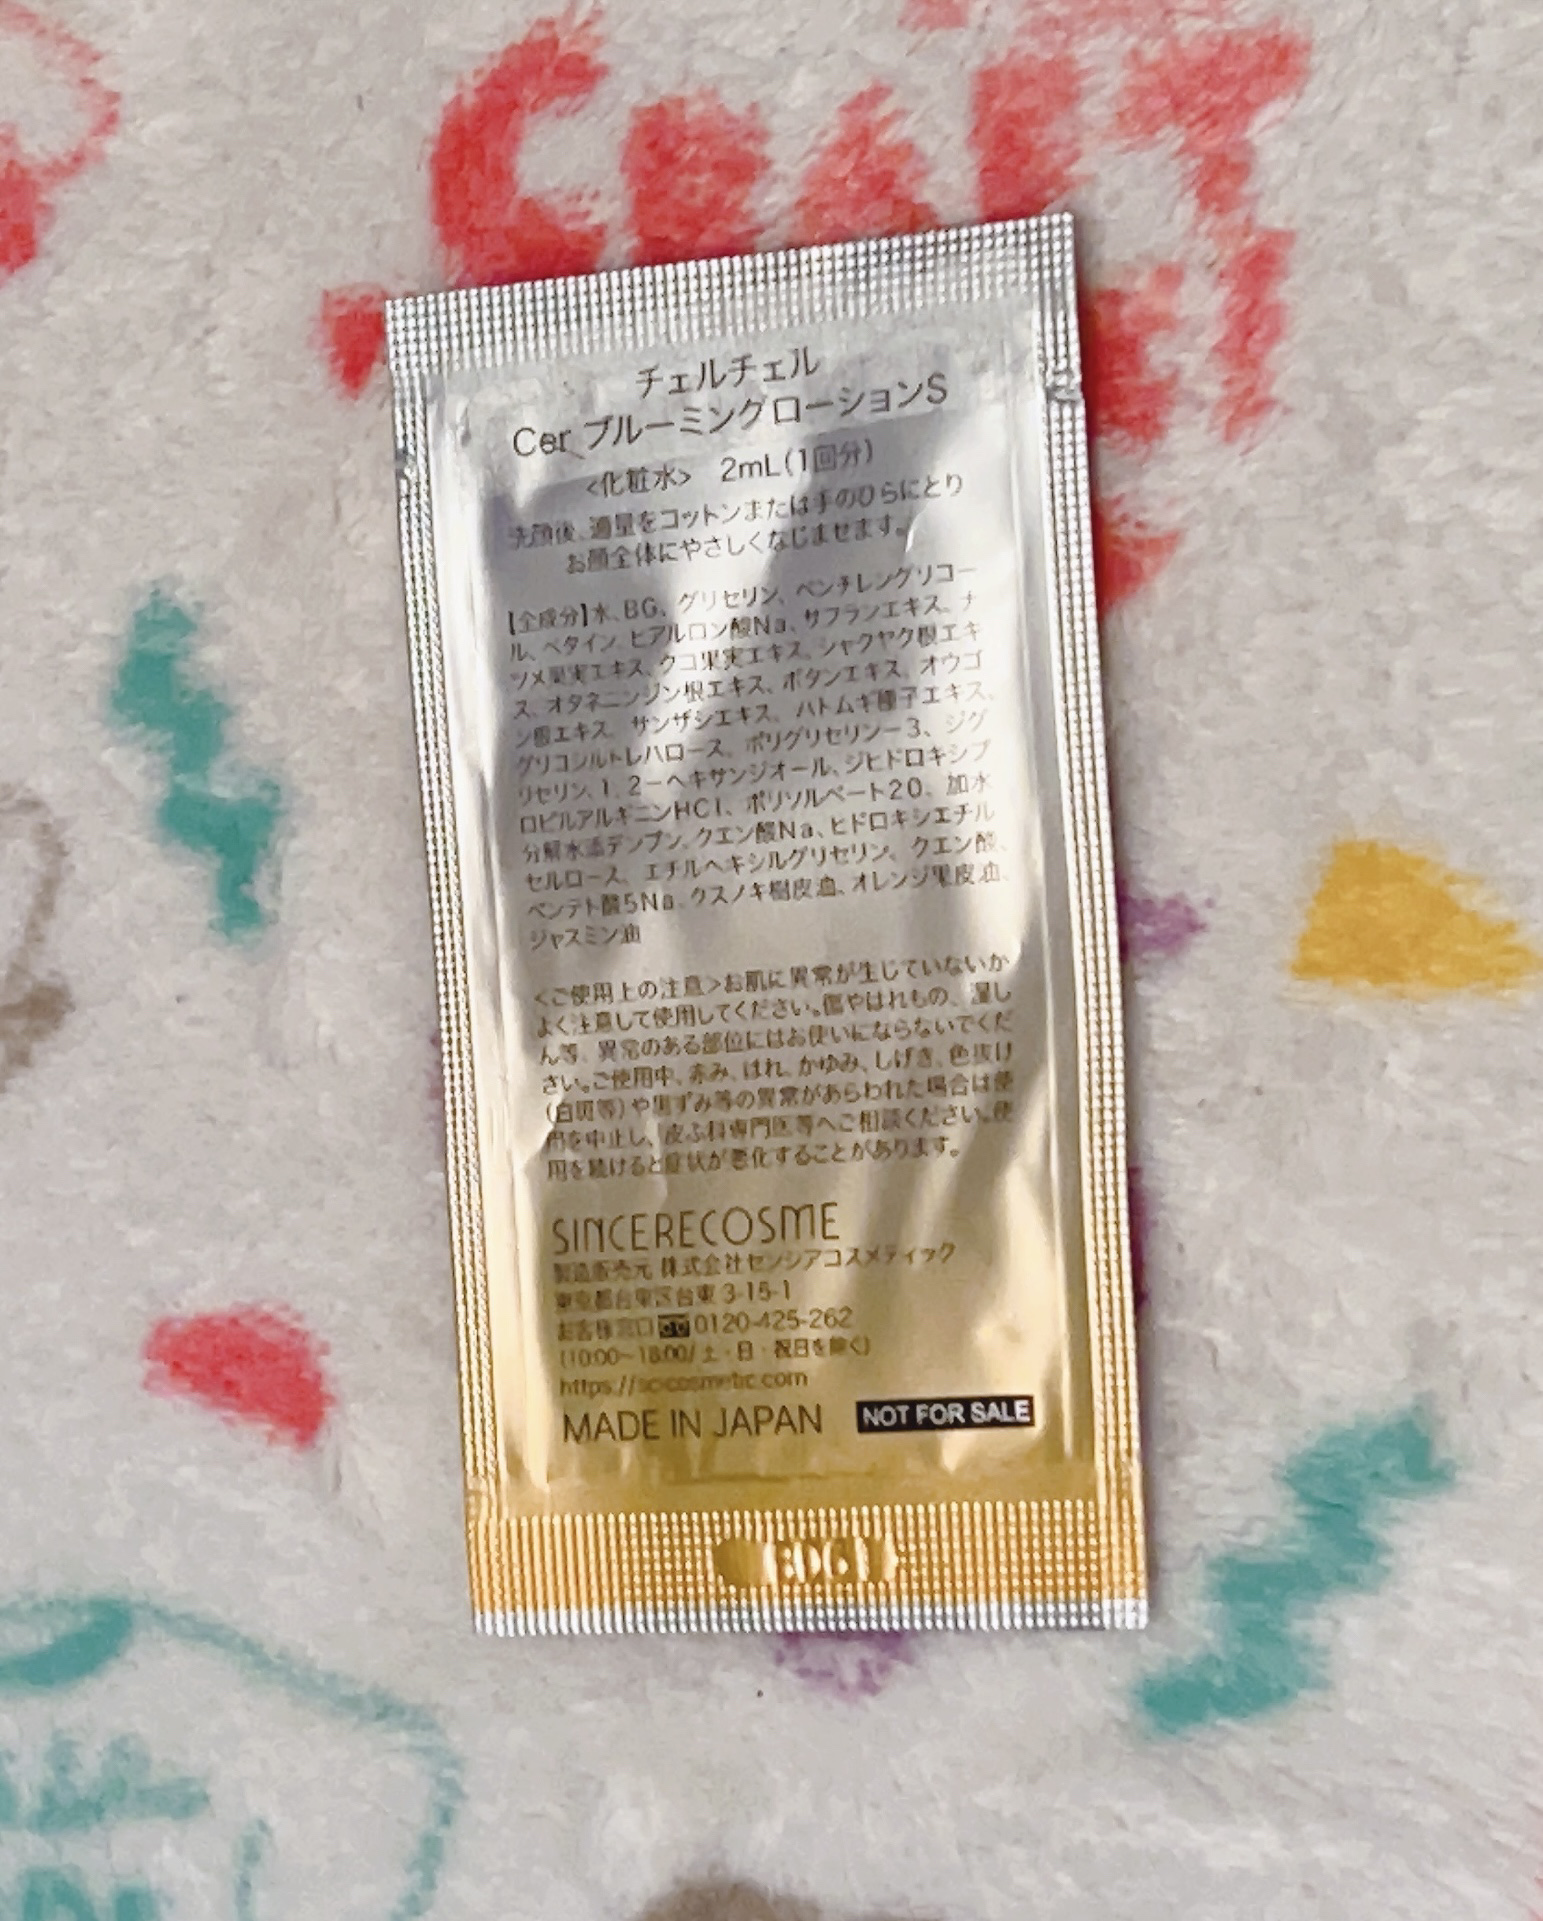 CRAFT
チェルチェル
Cer ブルーミングローションS
<化粧水> 2mL(1回分)
洗顔後、適量をコットンまたは手のひらにとり
お顔全体にやさしくなじませます。
【全成分】水、BG、グリセリン、ペンチレングリコー
ル、ベタイン、ヒアルロン酸Na、サフランエキス、ナ
ツメ果実エキス、クコ果実エキス、シャクヤク根エキ
ス、オタネニンジン根エキス、ボタンエキス、オウゴ
ン根エキス、サンザシエキス、ハトムギ種子エキス、
グリコシルトレハロース、ポリグリセリン－3、ジグ
リセリン、1,2－ヘキサンジオール、ジヒドロキシプ
ロピルアルギニンHCl、ポリソルベート20、加水
分解水添デンプン、クエン酸Na、ヒドロキシエチル
セルロース、エチルヘキシルグリセリン、クエン酸、
ペンテト酸5Na、クスノキ樹皮油、オレンジ果皮油、
ジャスミン油
<ご使用上の注意>お肌に異常が生じていないか
よく注意して使用してください。傷やはれもの、湿し
ん等、異常のある部位にはお使いにならないでくだ
さい。ご使用中、赤み、はれ、かゆみ、しげき、色抜け
(白斑等)や黒ずみ等の異常があらわれた場合は使
用を中止し、皮ふ科専門医等へご相談ください。使
用を続けると症状が悪化することがあります。
SINCERECOSME
製造販売元 株式会社センシアコスメティック
東京都台東区台東 3-15-1
お客様窓口 0120-425-262
(10:00~18:00/ 土・日・祝日を除く)
https://sc-cosmetic.com
MADE IN JAPAN NOT FOR SALE